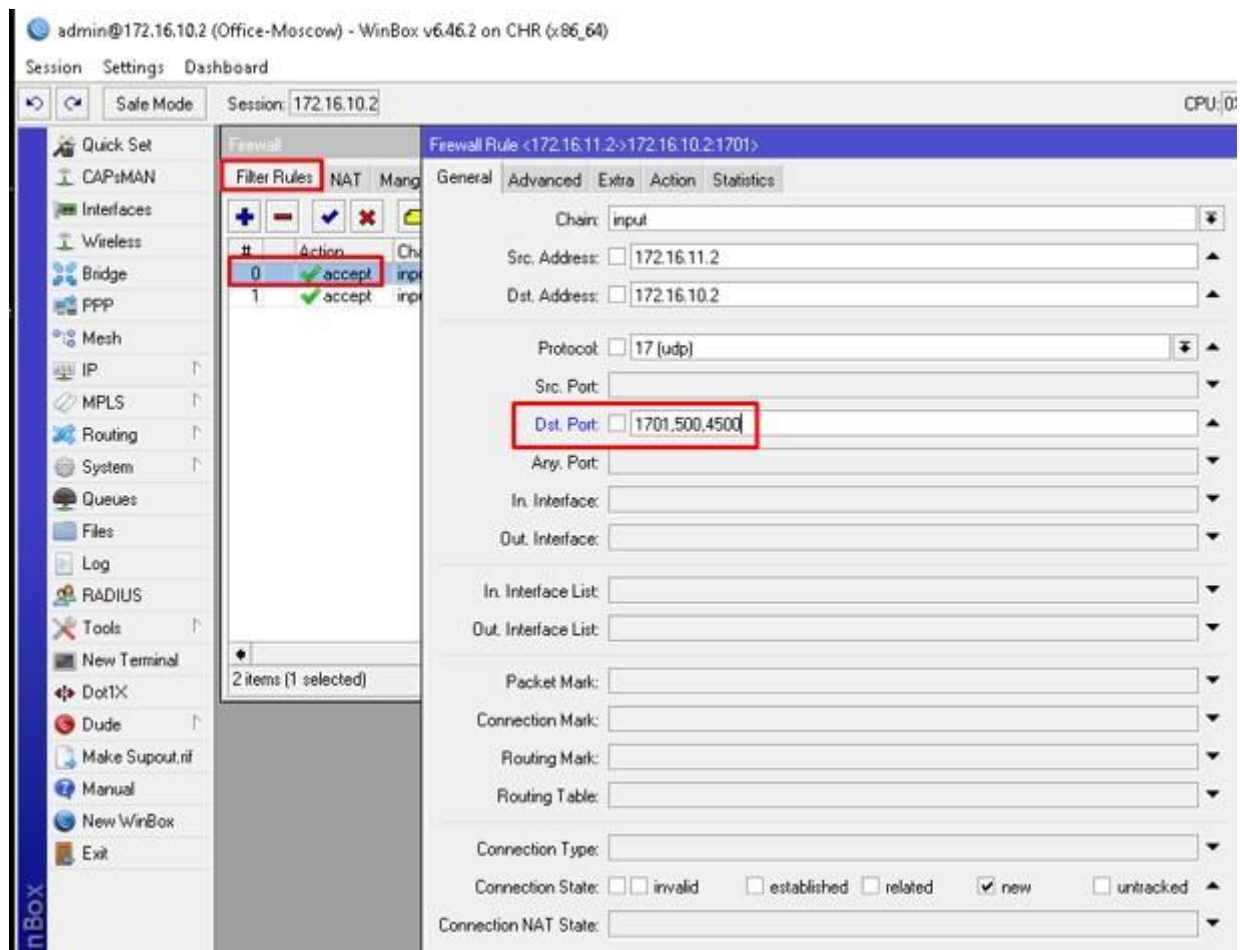 admin@172.16.10.2 (Office-Moscow) - WinBox v6.46.2 on CHR (x86_64)
Session Settings Dashboard
Safe Mode Session: 172.16.10.2 CPU: 0
Quick Set
CAPsMAN
Interfaces
Wireless
Bridge
PPP
Mesh
IP
MPLS
Routing
System
Queues
Files
Log
RADIUS
Tools
New Terminal
Dot1X
Dude
Make Supout.rif
Manual
New WinBox
Exit
nBox
Firewall
Filter Rules NAT Mang
# Action Cha
0 accept inpu
1 accept inpu
2 items (1 selected)
Firewall Rule <172.16.11.2->172.16.10.2:1701>
General Advanced Extra Action Statistics
Chain: input
Src. Address: 172.16.11.2
Dst. Address: 172.16.10.2
Protocol: 17 (udp)
Src. Port:
Dst. Port: 1701,500,4500
Any. Port:
In. Interface:
Out. Interface:
In. Interface List:
Out. Interface List:
Packet Mark:
Connection Mark:
Routing Mark:
Routing Table:
Connection Type:
Connection State: invalid established related new untracked
Connection NAT State: